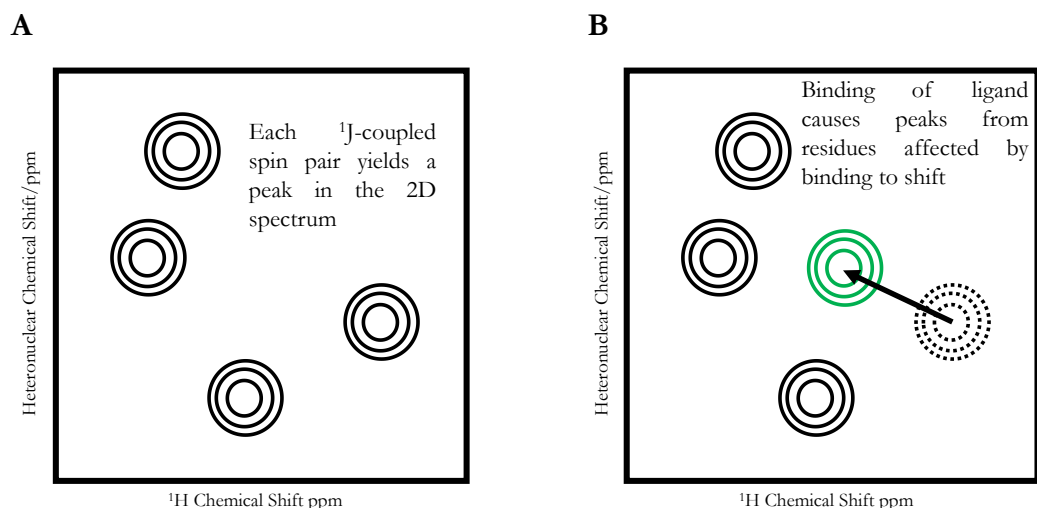 A
Heteronuclear Chemical Shift/ppm
Each ¹J-coupled
spin pair yields a
peak in the 2D
spectrum
¹H Chemical Shift ppm
B
Heteronuclear Chemical Shift/ppm
Binding of ligand
causes peaks from
residues affected by
binding to shift
¹H Chemical Shift ppm